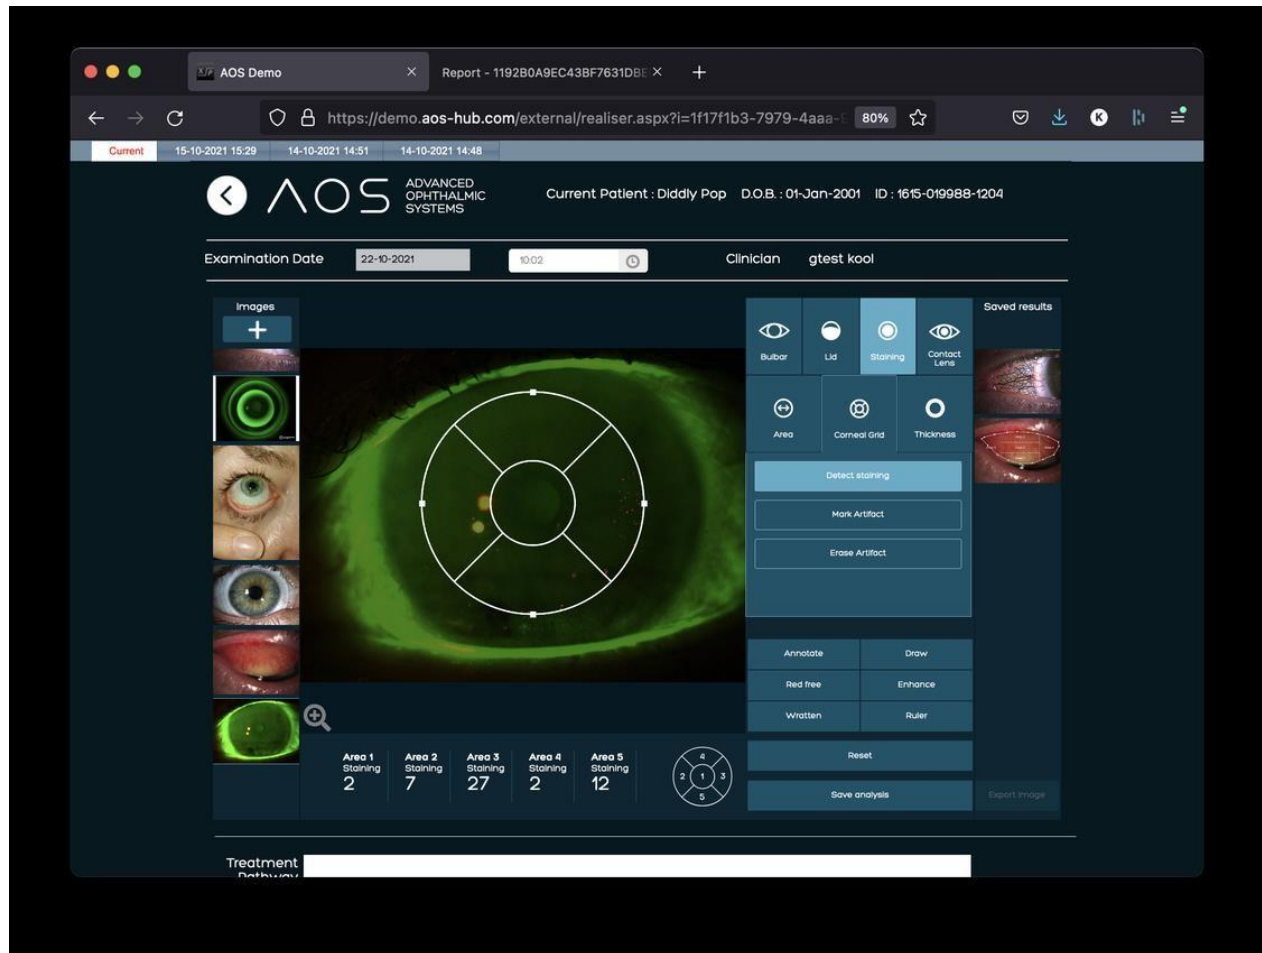 AOS Demo
Report - 1192B0A9EC43BF7631DBE
https://demo.aos-hub.com/external/realiser.aspx?i=1f17f1b3-7979-4aaa-
80%
K
Current 15-10-2021 15:29 14-10-2021 14:51 14-10-2021 14:48
AOS
ADVANCED
OPHTHALMIC
SYSTEMS
Current Patient : Diddly Pop D.O.B. : 01-Jan-2001 ID : 1615-019988-1204
Examination Date 22-10-2021 10:02 Clinician gtest kool
Images
Bulbar Lid Staining Contact
Lens
Saved results
Area Corneal Grid Thickness
Detect staining
Mark Artifact
Erase Artifact
Annotate Draw
Red free Enhance
Wratten Ruler
Reset
Save analysis
Export image
Area 1 Area 2 Area 3 Area 4 Area 5
Staining Staining Staining Staining Staining
2 7 27 2 12
4
2 1 3
5
Treatment
Pathway